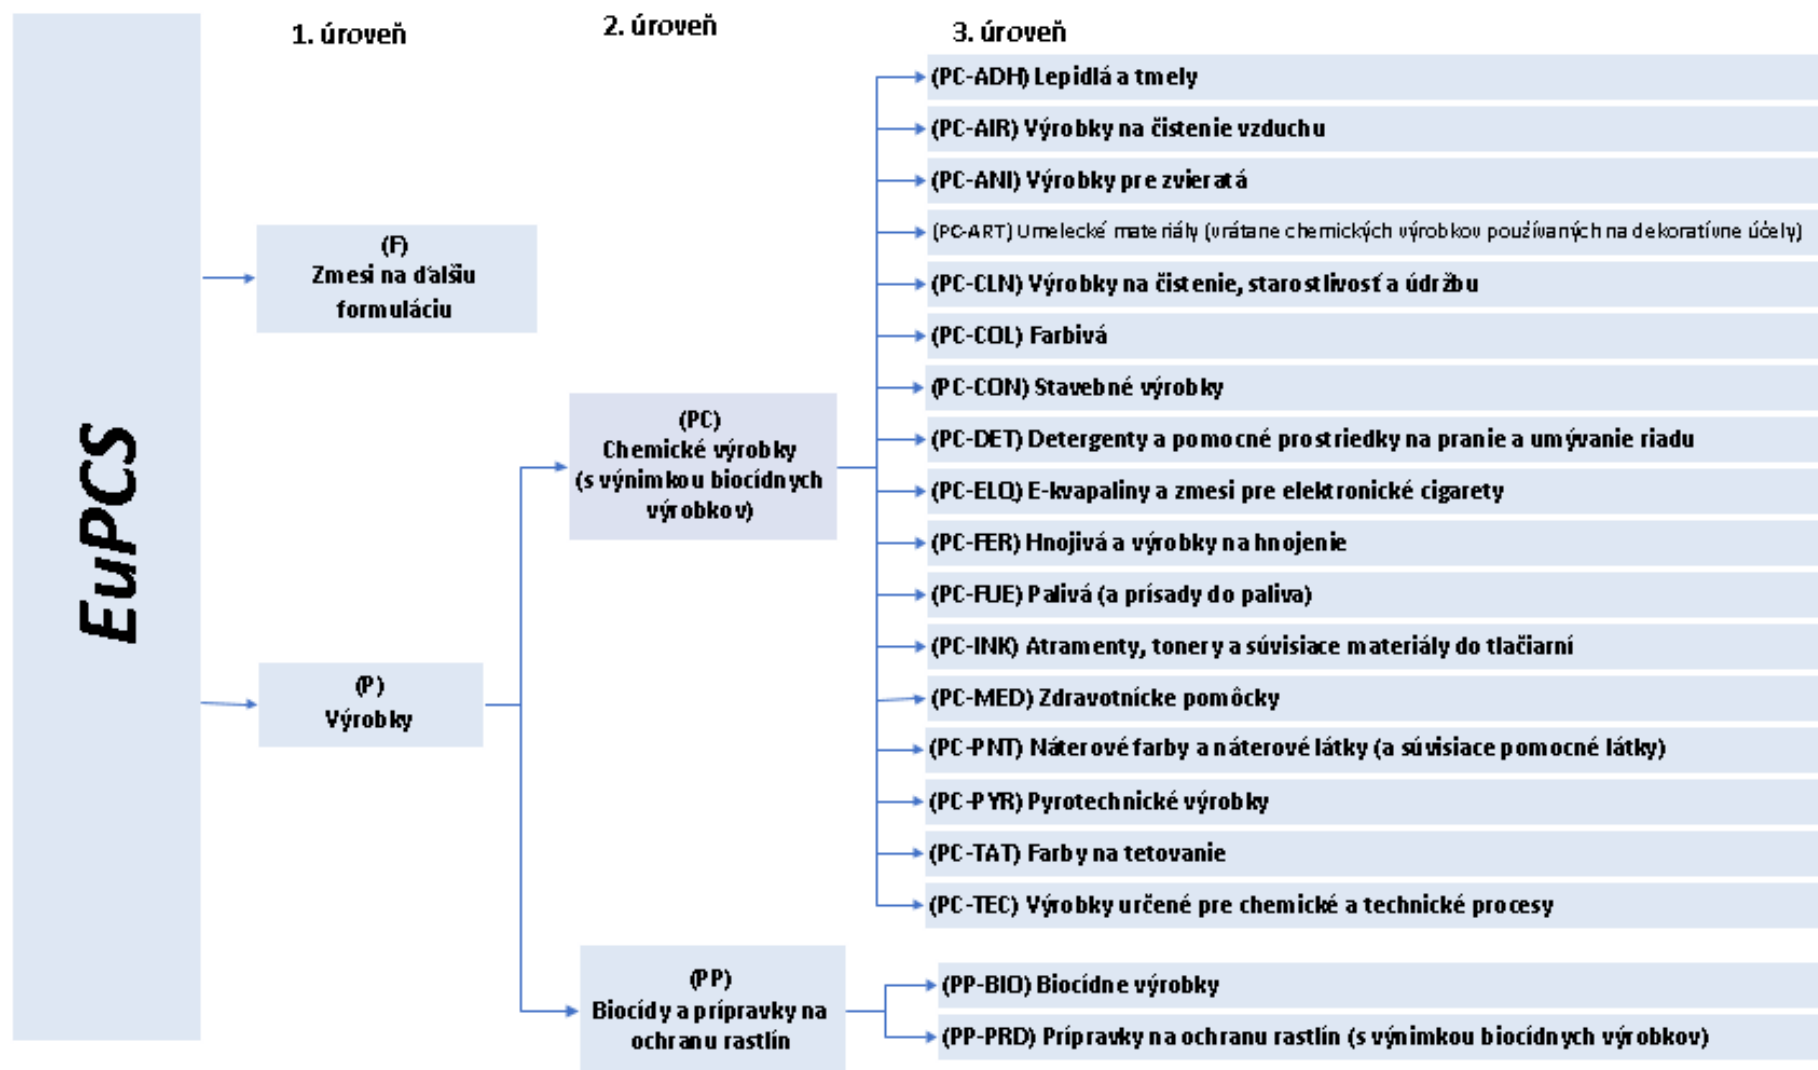 EuPCS
1. úroveň
2. úroveň
3. úroveň
(F)
Zmesi na ďalšiu
formuláciu
(P)
Výrobky
(PC)
Chemické výrobky
(s výnimkou biocídnych
výrobkov)
(PP)
Biocídy a prípravky na
ochranu rastlín
(PC-ADH) Lepidlá a tmely
(PC-AIR) Výrobky na čistenie vzduchu
(PC-ANI) Výrobky pre zvieratá
(PC-ART) Umelecké materiály (vrátane chemických výrobkov používaných na dekoratívne účely)
(PC-CLN) Výrobky na čistenie, starostlivosť a údržbu
(PC-COL) Farbivá
(PC-CON) Stavebné výrobky
(PC-DET) Detergenty a pomocné prostriedky na pranie a umývanie riadu
(PC-ELQ) E-kvapaliny a zmesi pre elektronické cigarety
(PC-FER) Hnojivá a výrobky na hnojenie
(PC-FUE) Palivá (a prísady do paliva)
(PC-INK) Atramenty, tonery a súvisiace materiály do tlačiarní
(PC-MED) Zdravotnícke pomôcky
(PC-PNT) Náterové farby a náterové látky (a súvisiace pomocné látky)
(PC-PYR) Pyrotechnické výrobky
(PC-TAT) Farby na tetovanie
(PC-TEC) Výrobky určené pre chemické a technické procesy
(PP-BIO) Biocídne výrobky
(PP-PRD) Prípravky na ochranu rastlín (s výnimkou biocídnych výrobkov)